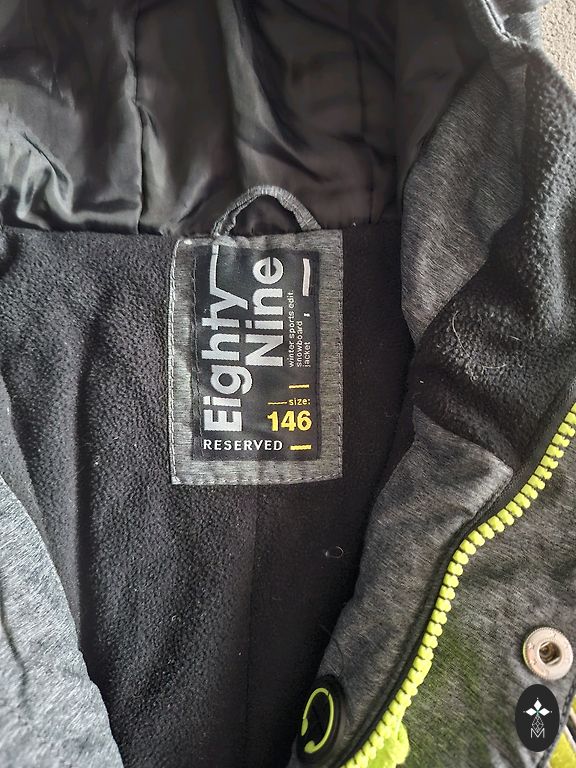 Eighty
Nine
winter sports edit.
snowboard
jacket
size:
146
RESERVED
M